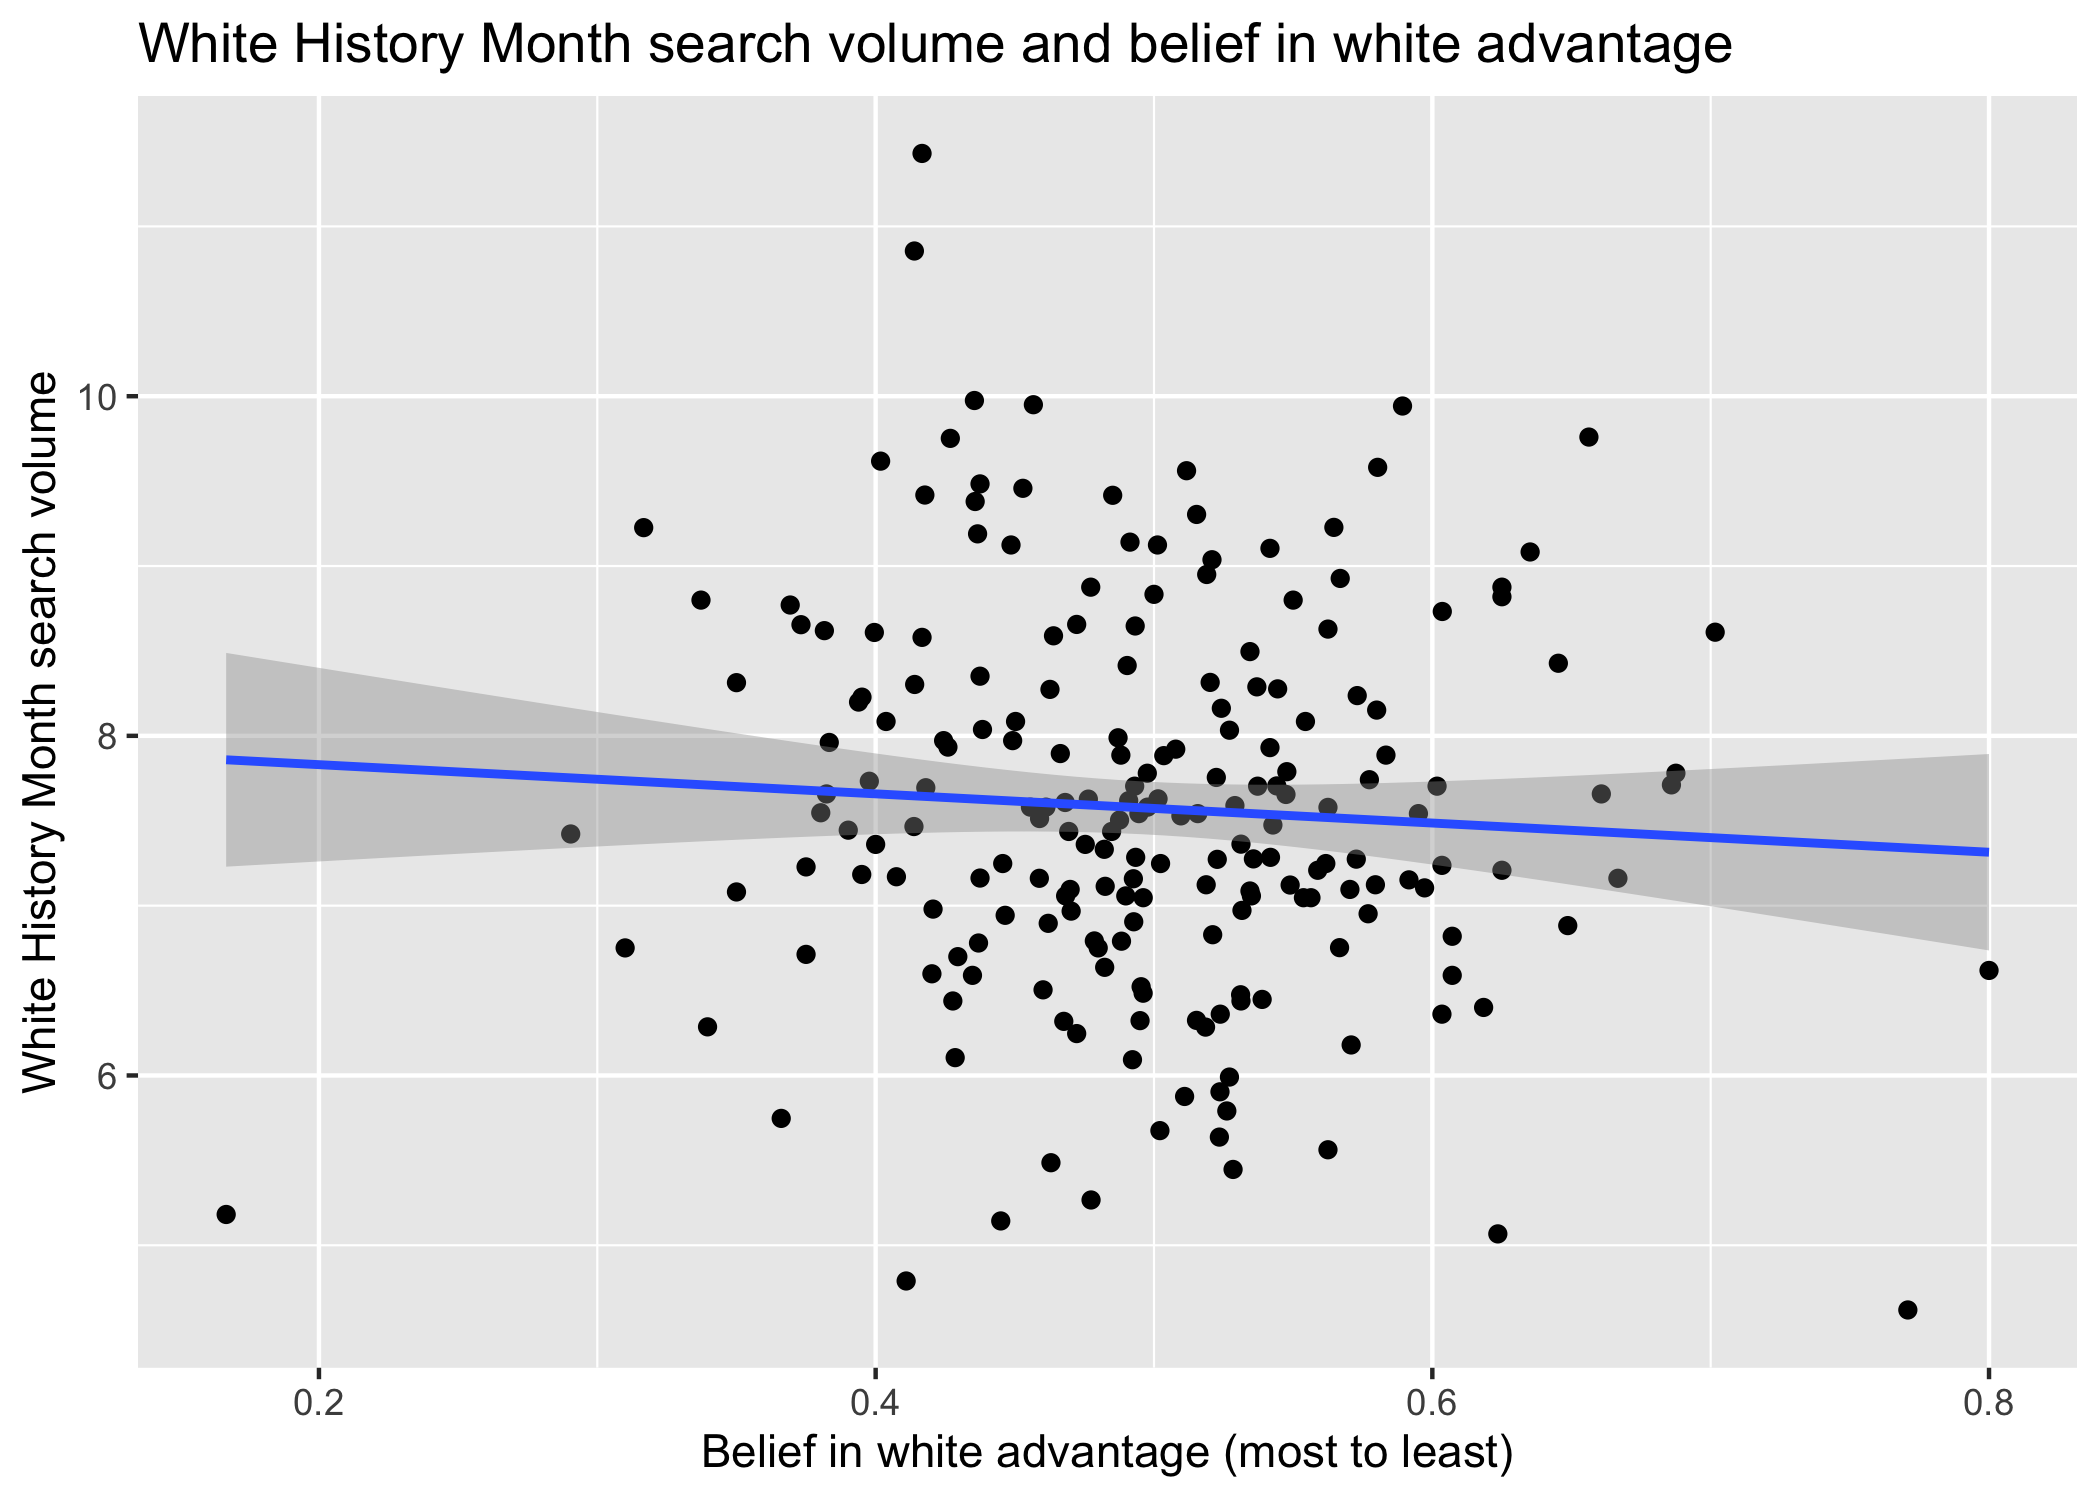 White History Month search volume and belief in white advantage
White History Month search volume
10
8
6
0.2 0.4 0.6 0.8
Belief in white advantage (most to least)